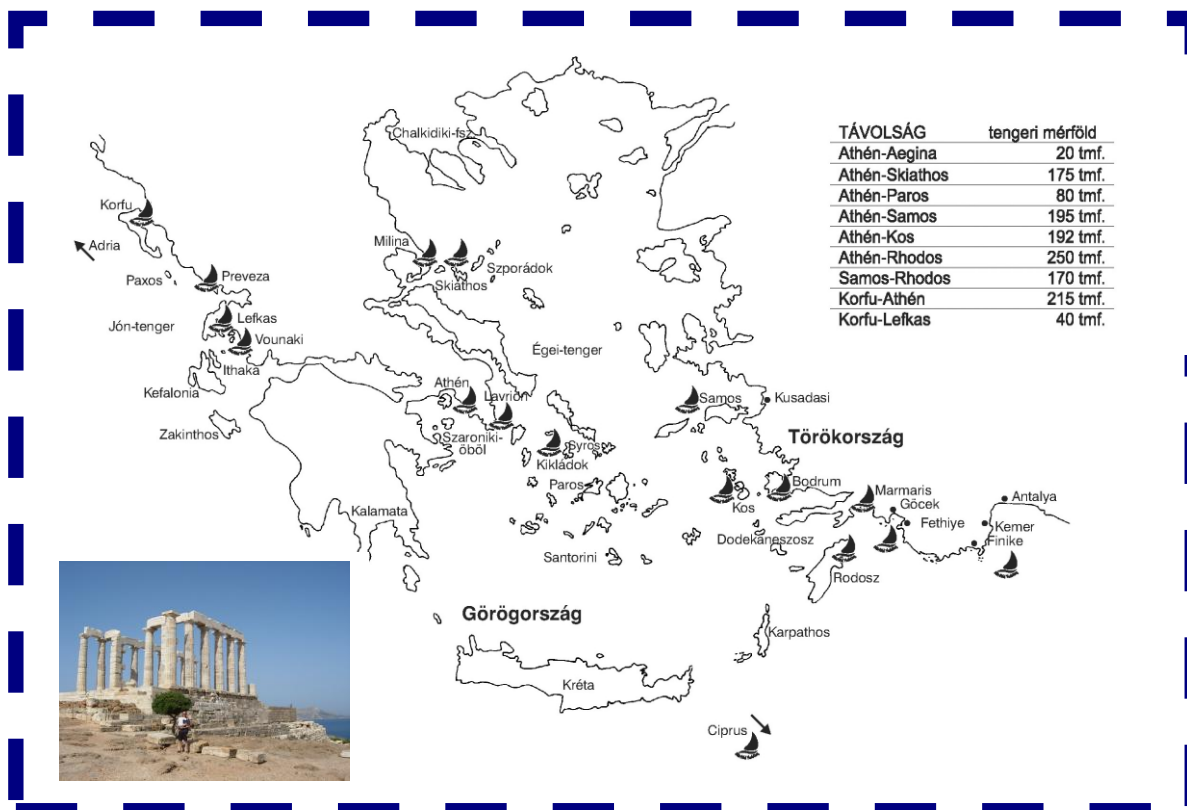 TÁVOLSÁG tengeri mérföld
Athén-Aegina 20 tmf.
Athén-Skiathos 175 tmf.
Athén-Paros 80 tmf.
Athén-Samos 195 tmf.
Athén-Kos 192 tmf.
Athén-Rhodos 250 tmf.
Samos-Rhodos 170 tmf.
Korfu-Athén 215 tmf.
Korfu-Lefkas 40 tmf.
Chalkidiki-fsz.
Korfu
Adria
Milina
Paxos
Preveza
Skiathos
Szporádok
Jón-tenger
Lefkas
Vounaki
Égei-tenger
Ithaka
Kefalonia
Athén
Lavrion
Samos
Kusadasi
Zakinthos
Szaroniki-
öböl
Syros
Kikládok
Törökország
Paros
Bodrum
Marmaris
Göcek
Antalya
Kos
Kalamata
Fethiye
Kemer
Dodekaneszosz
Finike
Santorini
Rodosz
Görögország
Karpathos
Kréta
Ciprus